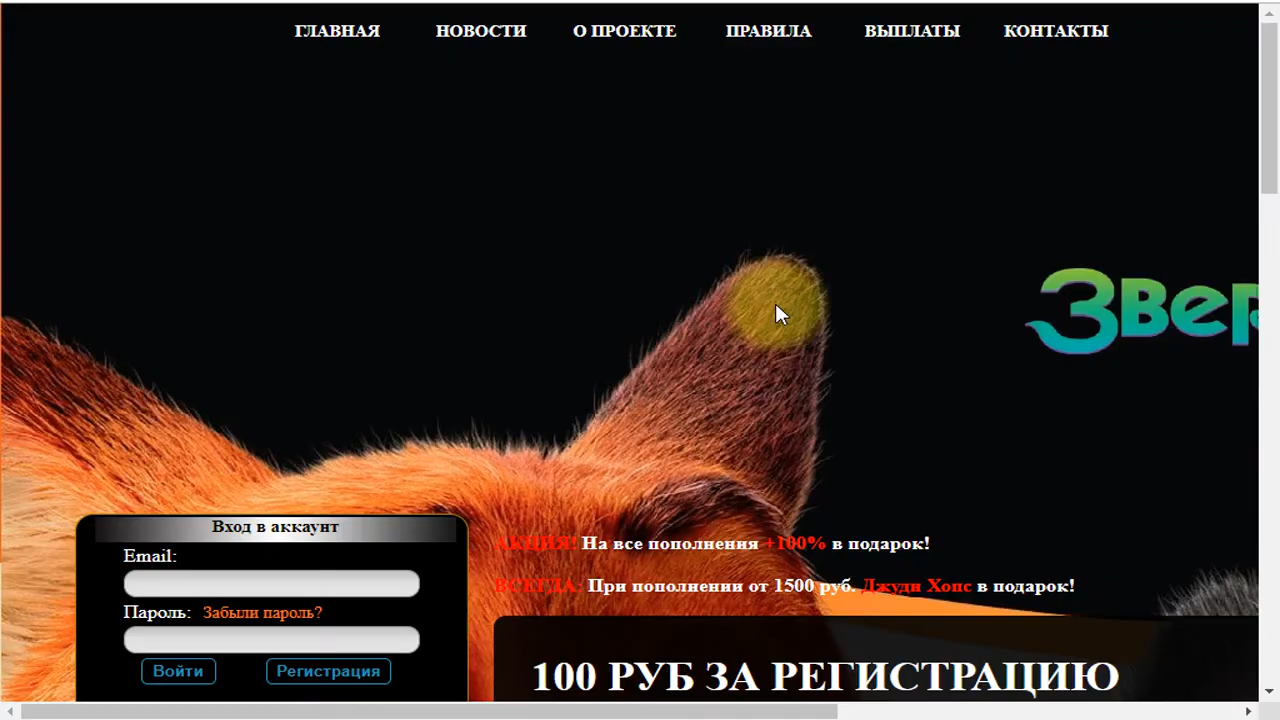 ГЛАВНАЯ НОВОСТИ О ПРОЕКТЕ ПРАВИЛА ВЫПЛАТЫ КОНТАКТЫ
Звер
Вход в аккаунт
Email:
Пароль: Забыли пароль?
Войти Регистрация
АКЦИЯ! На все пополнения +100% в подарок!
ВСЕГДА: При пополнении от 1500 руб. Джуди Хопс в подарок!
100 РУБ ЗА РЕГИСТРАЦИЮ